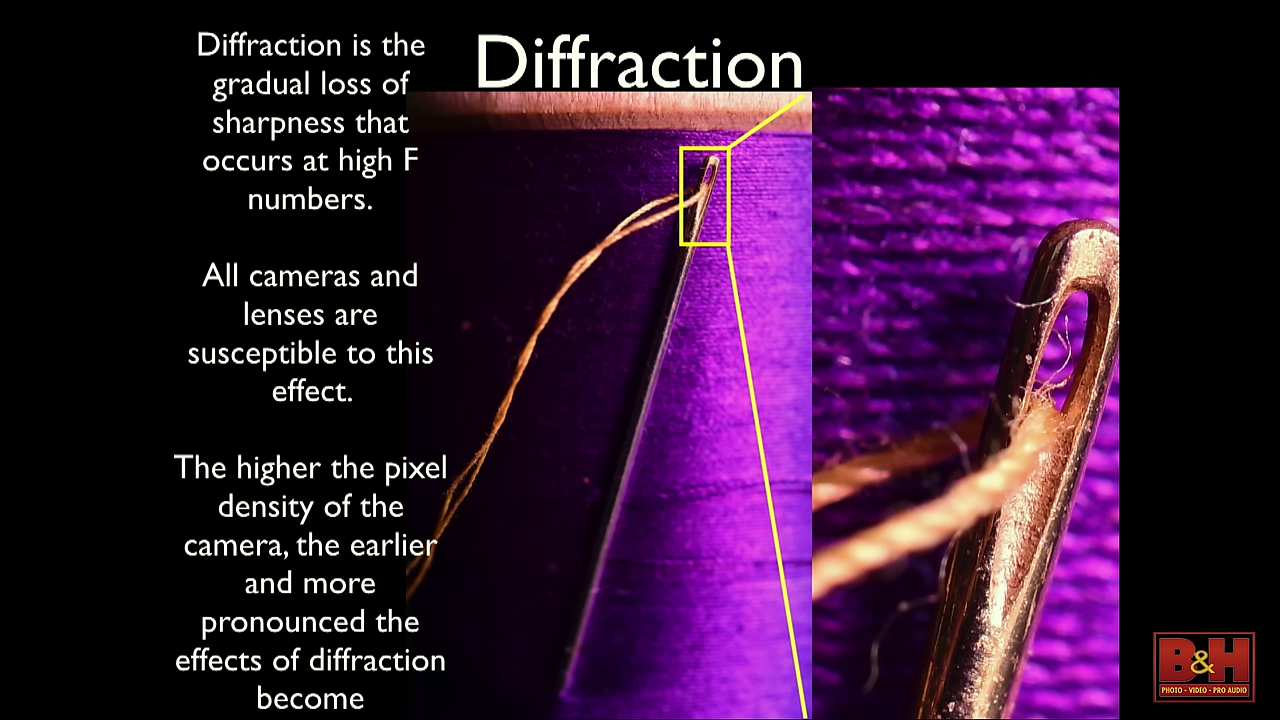 Diffraction
Diffraction is the
gradual loss of
sharpness that
occurs at high F
numbers.
All cameras and
lenses are
susceptible to this
effect.
The higher the pixel
density of the
camera, the earlier
and more
pronounced the
effects of diffraction
become
B&H
PHOTO - VIDEO - PRO AUDIO